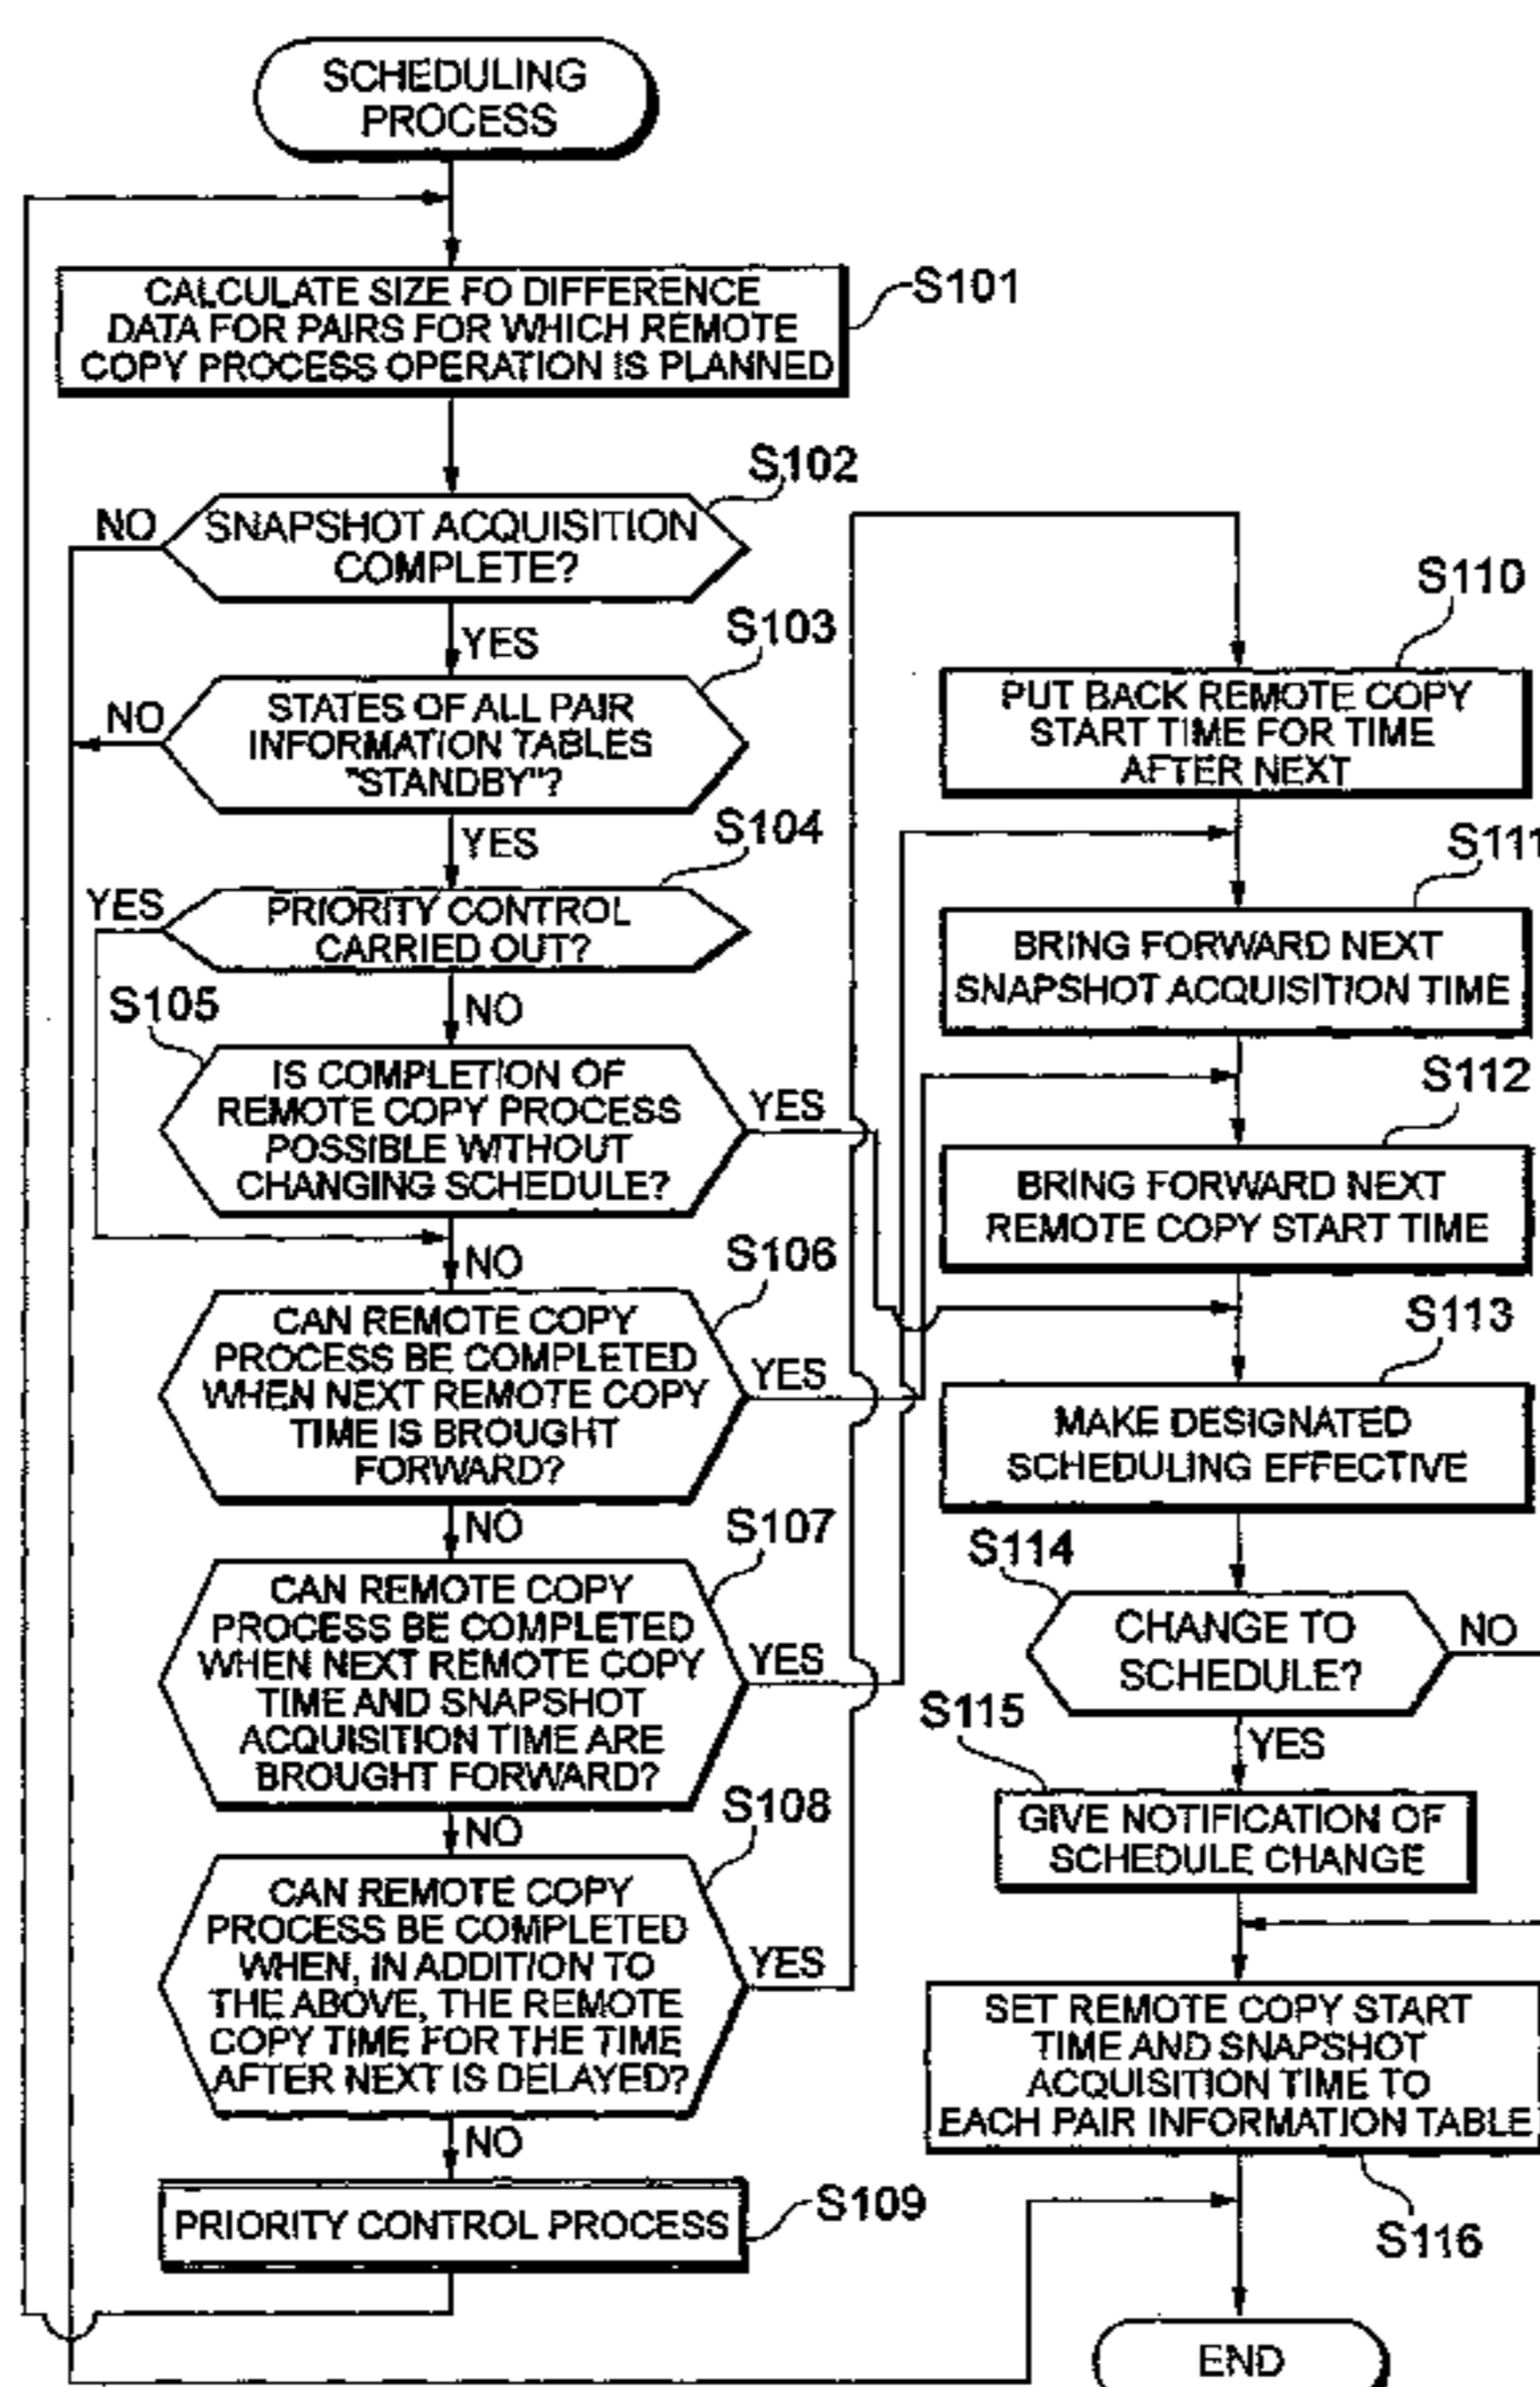 SCHEDULING
PROCESS
CALCULATE SIZE FO DIFFERENCE
DATA FOR PAIRS FOR WHICH REMOTE
COPY PROCESS OPERATION IS PLANNED
S101
S102
NO
SNAPSHOT ACQUISITION
COMPLETE?
YES
S103
NO
STATES OF ALL PAIR
INFORMATION TABLES
"STANDBY"?
YES
S104
YES
PRIORITY CONTROL
CARRIED OUT?
NO
S105
IS COMPLETION OF
REMOTE COPY PROCESS
POSSIBLE WITHOUT
CHANGING SCHEDULE?
YES
NO
S106
CAN REMOTE COPY
PROCESS BE COMPLETED
WHEN NEXT REMOTE COPY
TIME IS BROUGHT
FORWARD?
YES
NO
S107
CAN REMOTE COPY
PROCESS BE COMPLETED
WHEN NEXT REMOTE COPY
TIME AND SNAPSHOT
ACQUISITION TIME ARE
BROUGHT FORWARD?
YES
NO
S108
CAN REMOTE COPY
PROCESS BE COMPLETED
WHEN, IN ADDITION TO
THE ABOVE, THE REMOTE
COPY TIME FOR THE TIME
AFTER NEXT IS DELAYED?
YES
NO
PRIORITY CONTROL PROCESS
S109
S110
PUT BACK REMOTE COPY
START TIME FOR TIME
AFTER NEXT
S111
BRING FORWARD NEXT
SNAPSHOT ACQUISITION TIME
S112
BRING FORWARD NEXT
REMOTE COPY START TIME
S113
MAKE DESIGNATED
SCHEDULING EFFECTIVE
S114
CHANGE TO
SCHEDULE?
NO
YES
S115
GIVE NOTIFICATION OF
SCHEDULE CHANGE
SET REMOTE COPY START
TIME AND SNAPSHOT
ACQUISITION TIME TO
EACH PAIR INFORMATION TABLE
S116
END